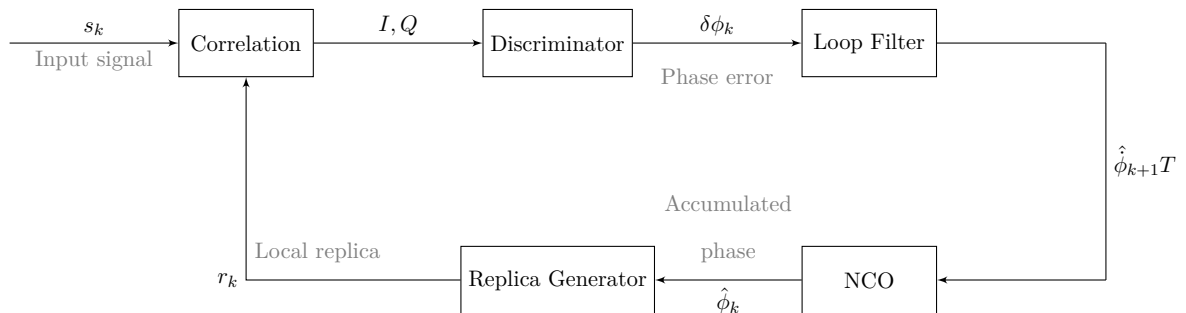 s_k
Input signal
Correlation
I, Q
Discriminator
δϕ_k
Phase error
Loop Filter
\hat{\dot{ϕ}}_{k+1}T
Accumulated
phase
Local replica
r_k
Replica Generator
\hat{ϕ}_k
NCO